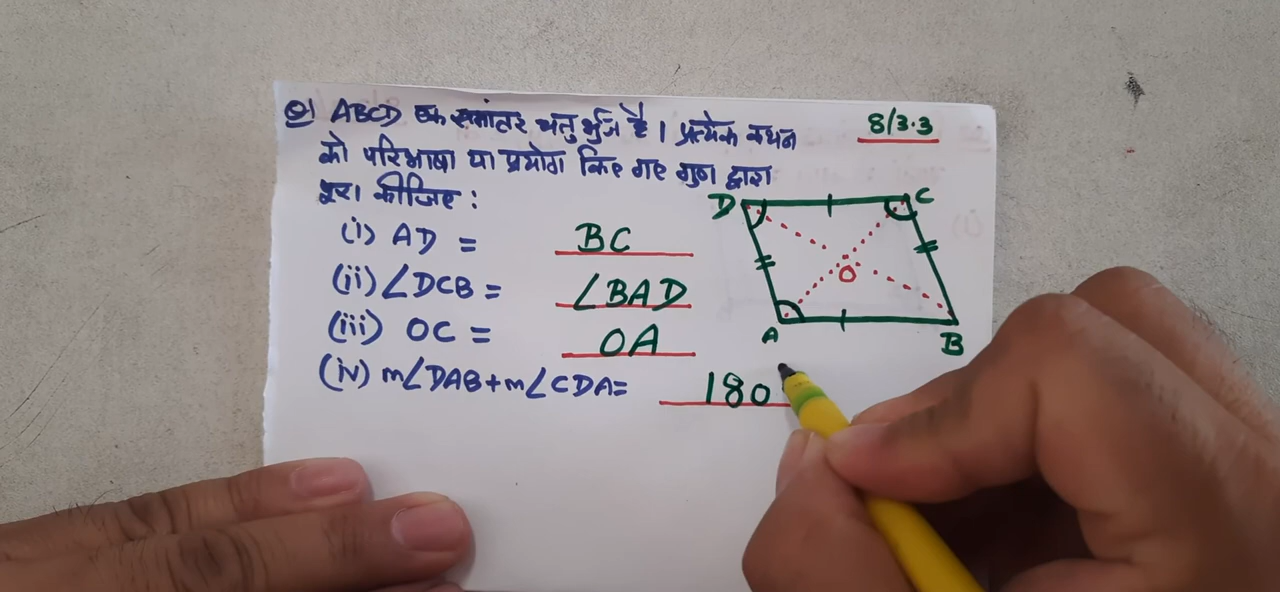 Q1 ABCD एक समांतर चतुर्भुज है। प्रत्येक कथन
8/3.3
को परिभाषा या प्रयोग किए गए गुण द्वारा
पूरा कीजिए :
(i) AD = BC
(ii) ∠DCB = ∠BAD
(iii) OC = OA
(iv) m∠DAB+m∠CDA= 180
D
C
O
A
B